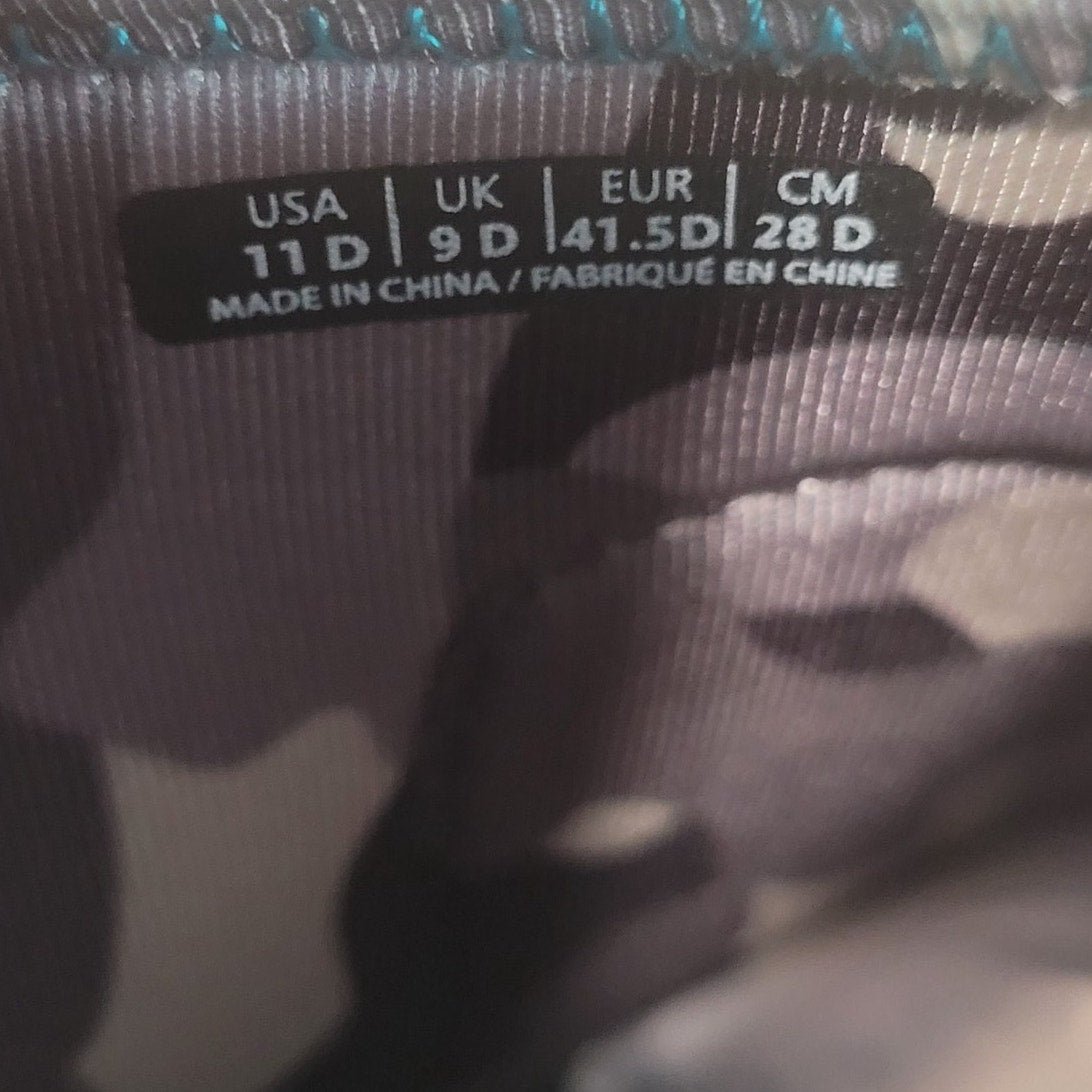 USA | UK | EUR | CM
11 D | 9 D | 41.5D | 28 D
MADE IN CHINA / FABRIQUÉ EN CHINE